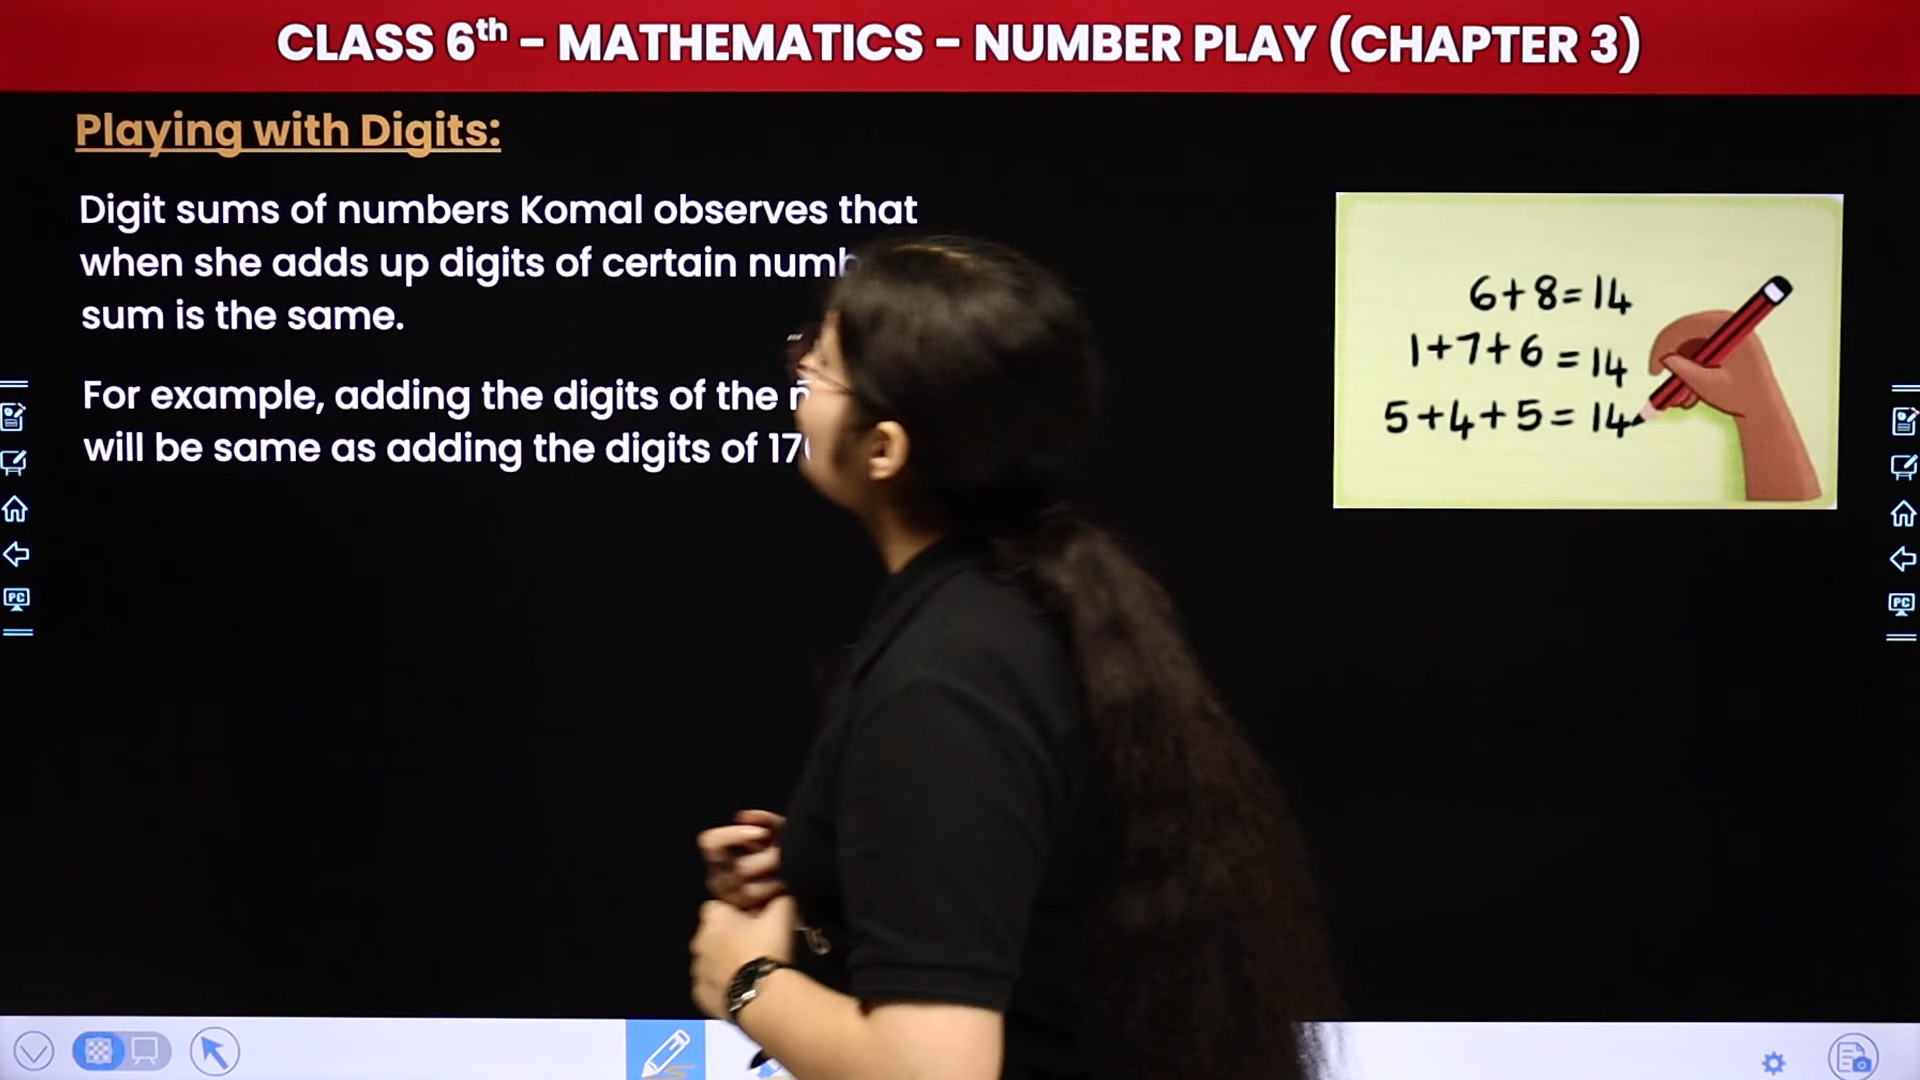 CLASS 6th - MATHEMATICS - NUMBER PLAY (CHAPTER 3)
Playing with Digits:
Digit sums of numbers Komal observes that
when she adds up digits of certain
sum is the same.
For example, adding the digits of the
will be same as adding the digits of
6+8=14
1+7+6=14
5+4+5=14
PC
PC